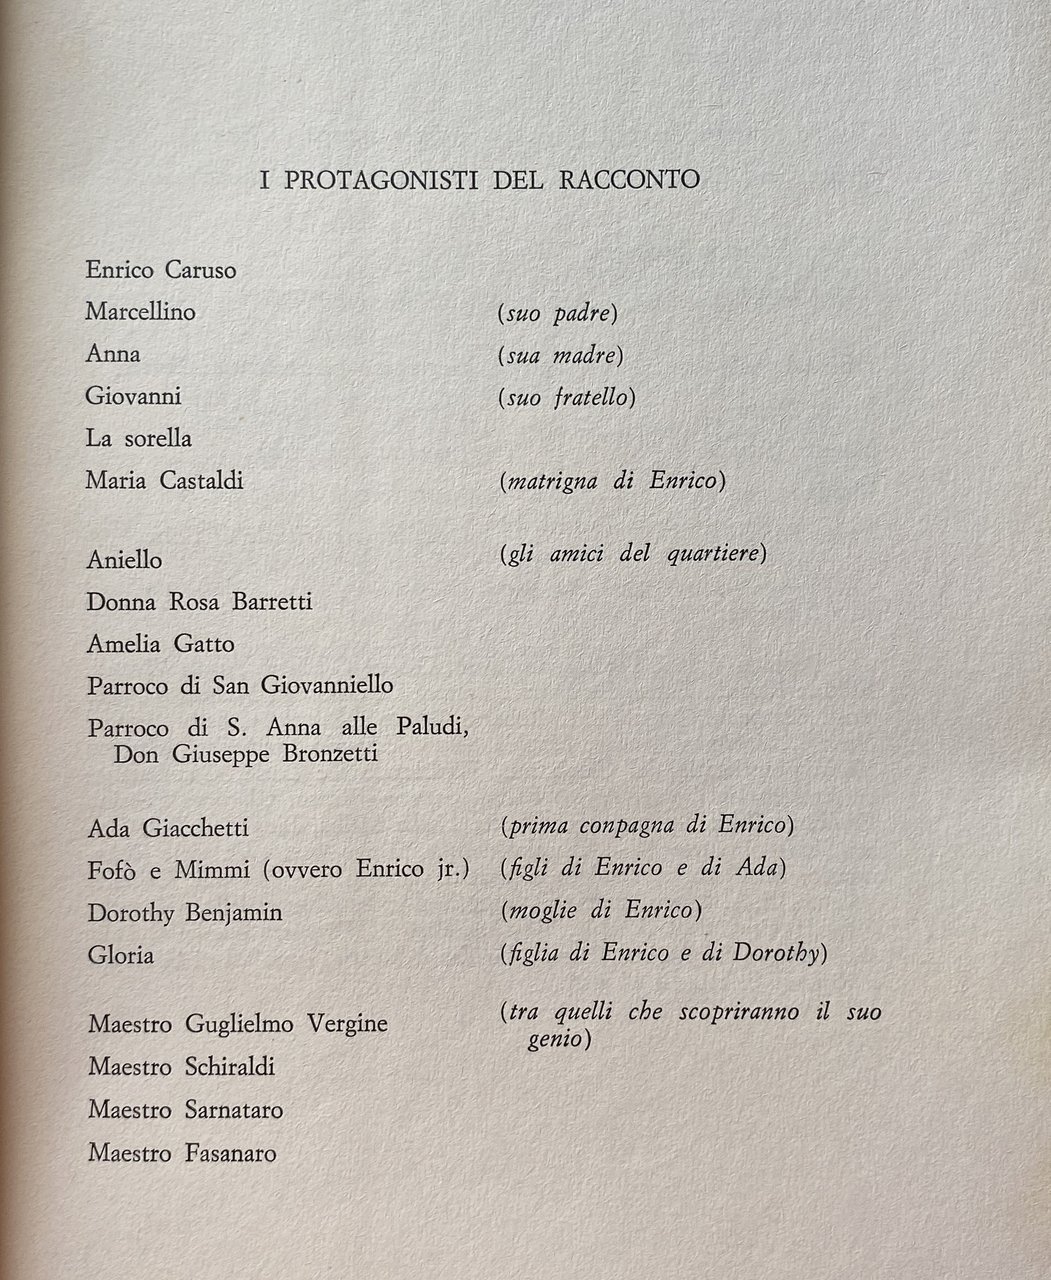 I PROTAGONISTI DEL RACCONTO
Enrico Caruso
Marcellino (suo padre)
Anna (sua madre)
Giovanni (suo fratello)
La sorella
Maria Castaldi (matrigna di Enrico)
Aniello (gli amici del quartiere)
Donna Rosa Barretti
Amelia Gatto
Parroco di San Giovanniello
Parroco di S. Anna alle Paludi,
Don Giuseppe Bronzetti
Ada Giacchetti (prima conpagna di Enrico)
Fofò e Mimmi (ovvero Enrico jr.) (figli di Enrico e di Ada)
Dorothy Benjamin (moglie di Enrico)
Gloria (figlia di Enrico e di Dorothy)
Maestro Guglielmo Vergine (tra quelli che scopriranno il suo
genio)
Maestro Schiraldi
Maestro Sarnataro
Maestro Fasanaro